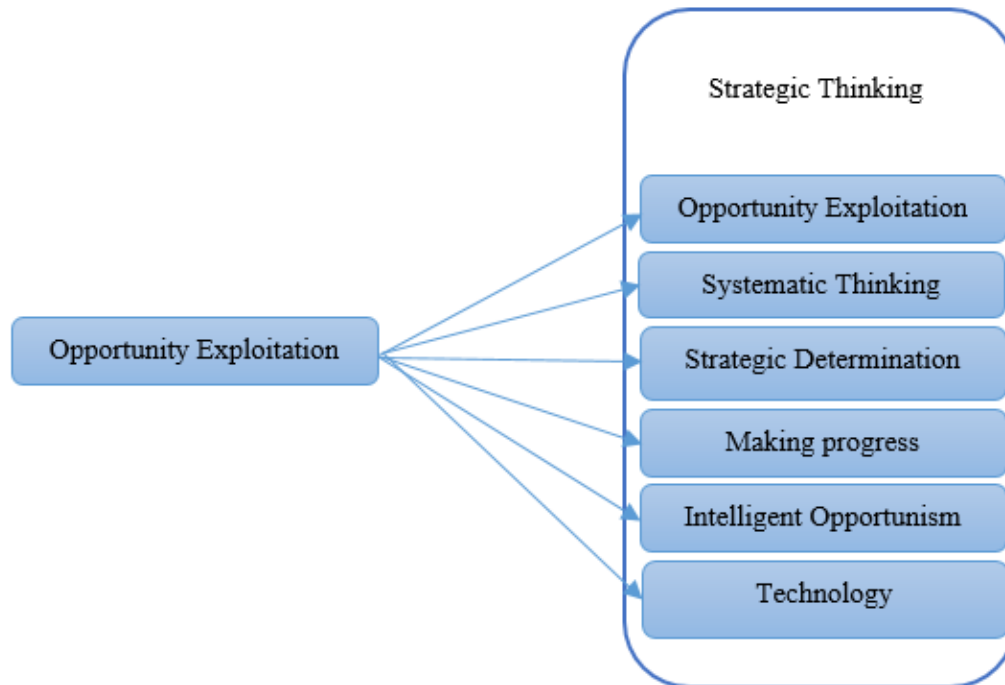 Strategic Thinking
Opportunity Exploitation
Systematic Thinking
Opportunity Exploitation
Strategic Determination
Making progress
Intelligent Opportunism
Technology